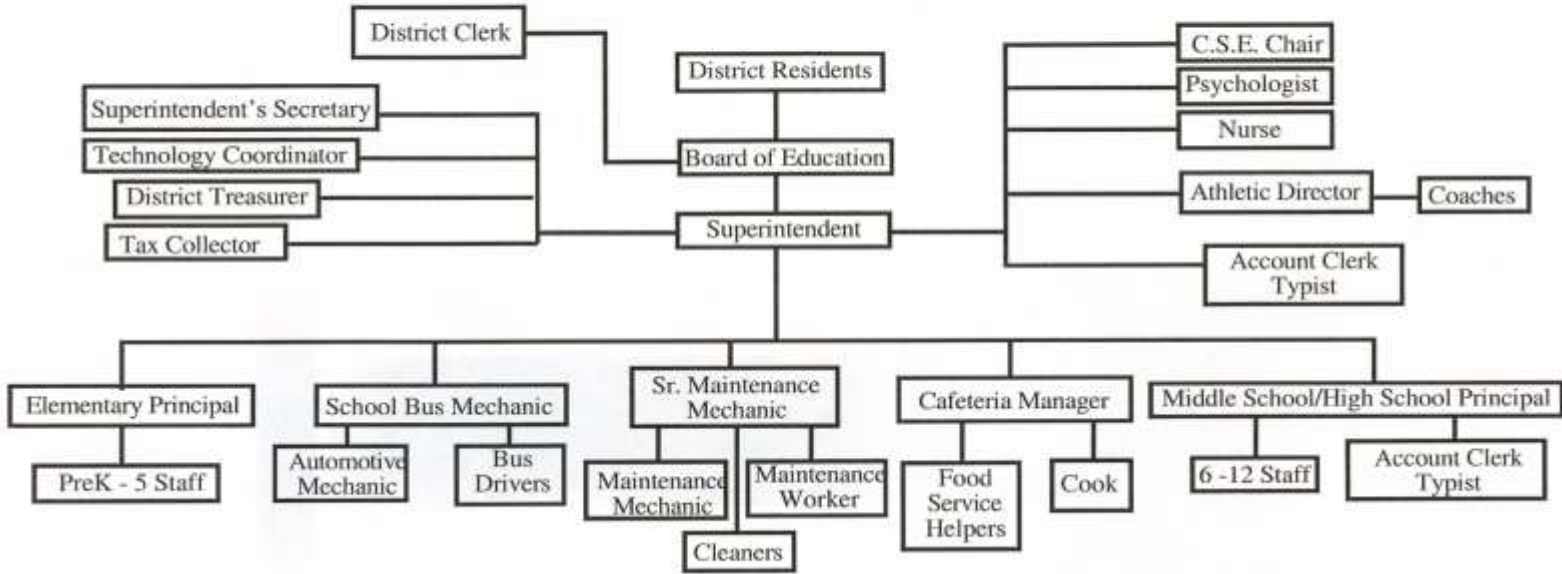 District Clerk
District Residents
C.S.E. Chair
Psychologist
Superintendent's Secretary
Nurse
Technology Coordinator
Board of Education
District Treasurer
Athletic Director
Coaches
Tax Collector
Superintendent
Account Clerk
Typist
Elementary Principal
School Bus Mechanic
Sr. Maintenance
Mechanic
Cafeteria Manager
Middle School/High School Principal
PreK - 5 Staff
Automotive
Mechanic
Bus
Drivers
Maintenance
Mechanic
Cleaners
Maintenance
Worker
Food
Service
Helpers
Cook
6 -12 Staff
Account Clerk
Typist